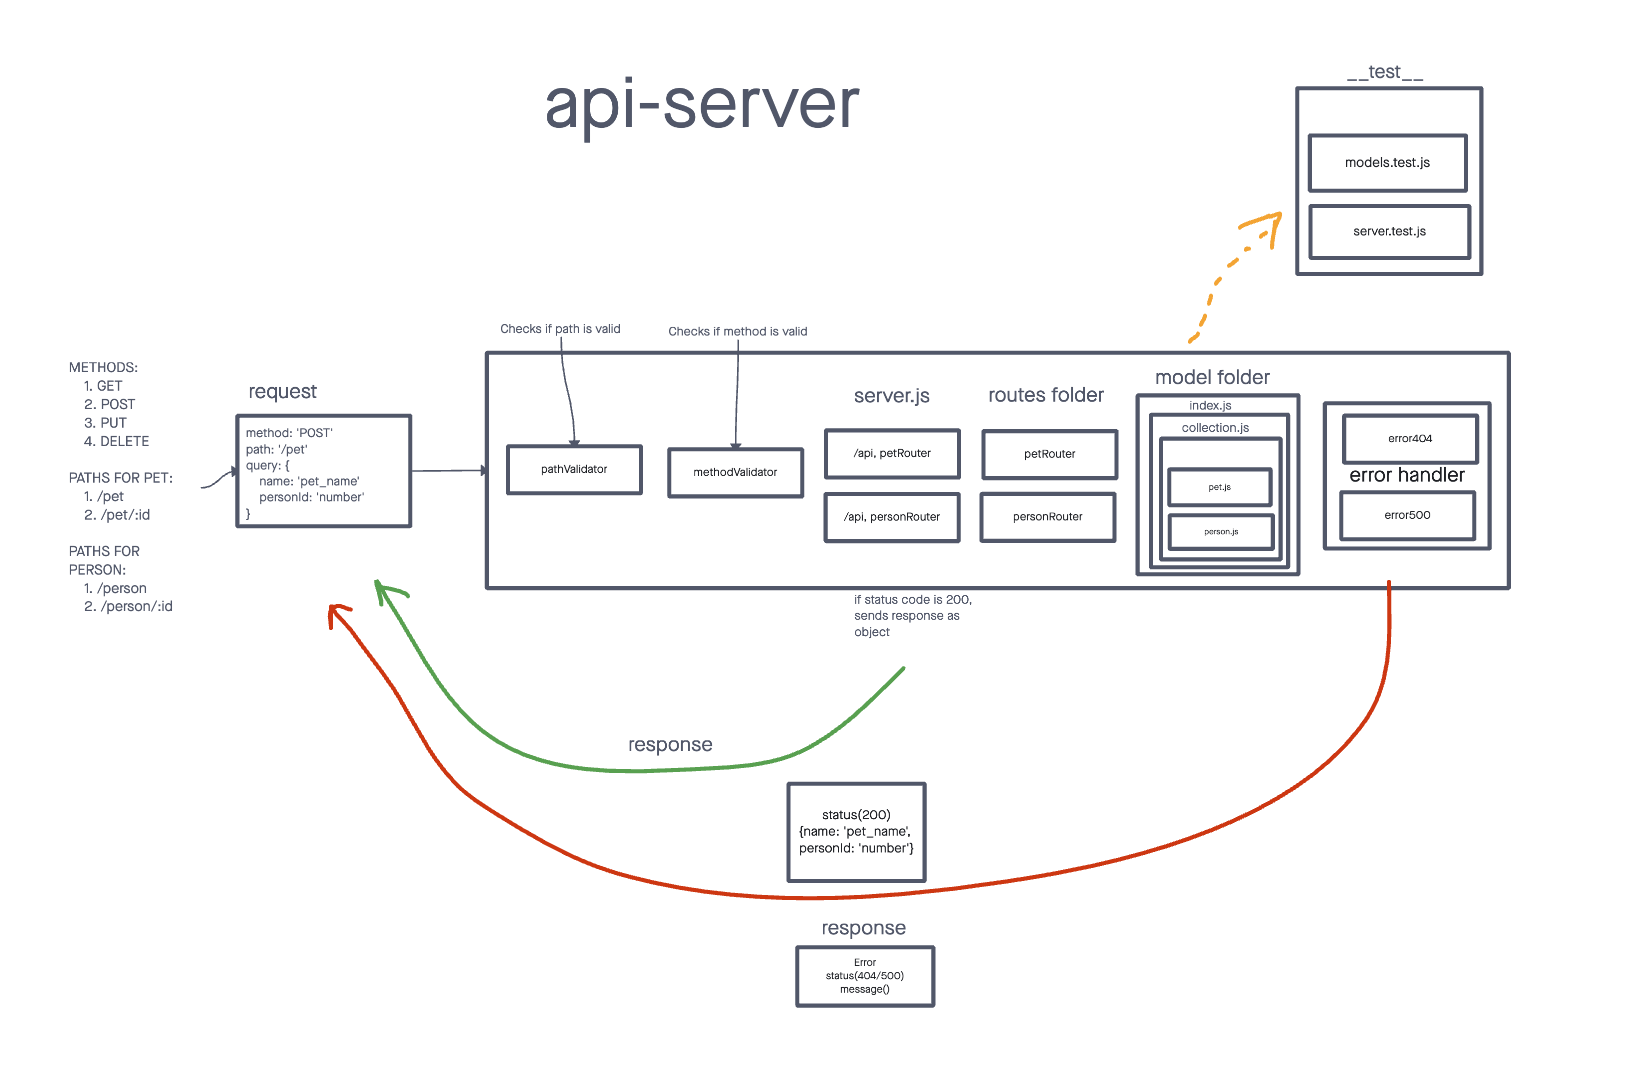 api-server
__test__
models.test.js
server.test.js
Checks if path is valid
Checks if method is valid
METHODS:
1. GET
2. POST
3. PUT
4. DELETE
PATHS FOR PET:
1. /pet
2. /pet/:id
PATHS FOR
PERSON:
1. /person
2. /person/:id
request
method: 'POST'
path: '/pet'
query: {
name: 'pet_name'
personId: 'number'
}
pathValidator
methodValidator
server.js
/api, petRouter
/api, personRouter
routes folder
petRouter
personRouter
model folder
index.js
collection.js
pet.js
person.js
error404
error handler
error500
if status code is 200,
sends response as
object
response
status(200)
{name: 'pet_name',
personId: 'number'}
response
Error
status(404/500)
message()